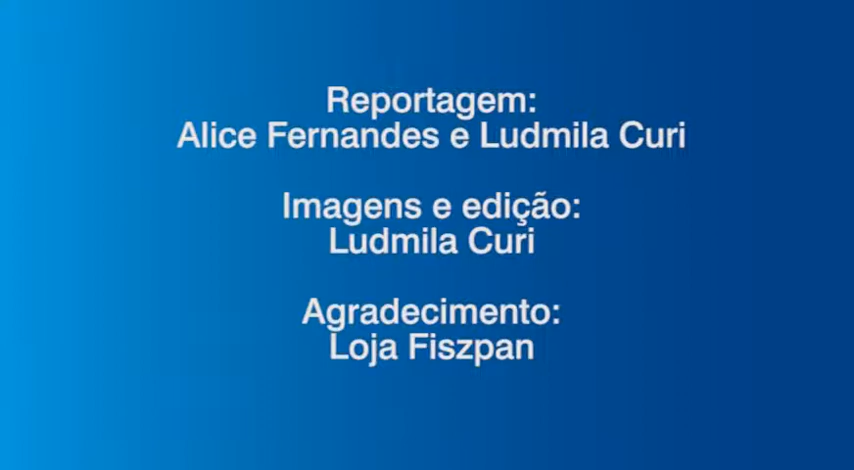 Reportagem:
Alice Fernandes e Ludmila Curi
Imagens e edição:
Ludmila Curi
Agradecimento:
Loja Fiszpan